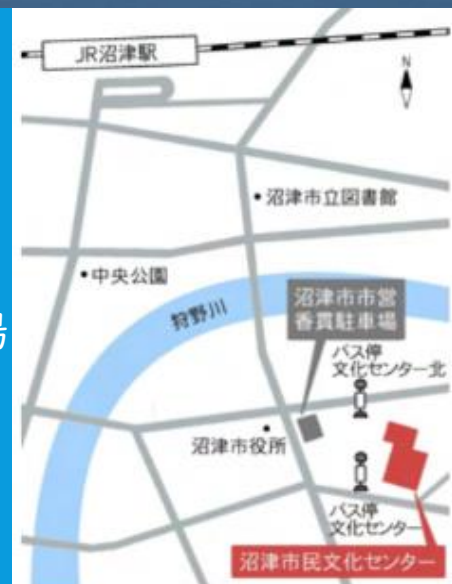 JR沼津駅
N
沼津市立図書館
中央公園
狩野川
沼津市市営
香貫駐車場
バス停
文化センター北
沼津市役所
バス停
文化センター
沼津市民文化センター
場